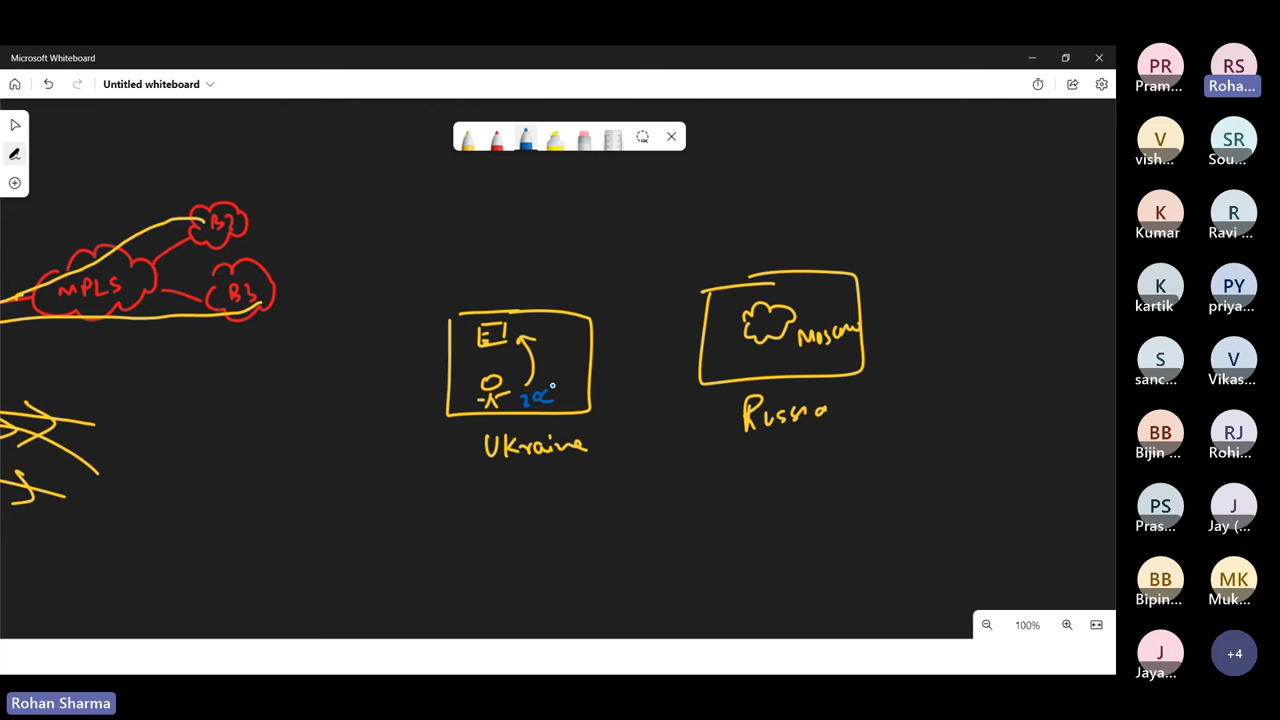 Microsoft Whiteboard
Untitled whiteboard
B2
MPLS
B3
Moscow
Ukraine
Russia
100%
PR
Pram...
RS
Roha...
V
vish...
SR
Sou...
K
Kumar
R
Ravi ...
K
kartik
PY
priya...
S
sanc...
V
Vikas...
BB
Bijin ...
RJ
Rohi...
PS
Pras...
J
Jay (...
BB
Bipin...
MK
Muk...
J
Jaya...
+4
Rohan Sharma